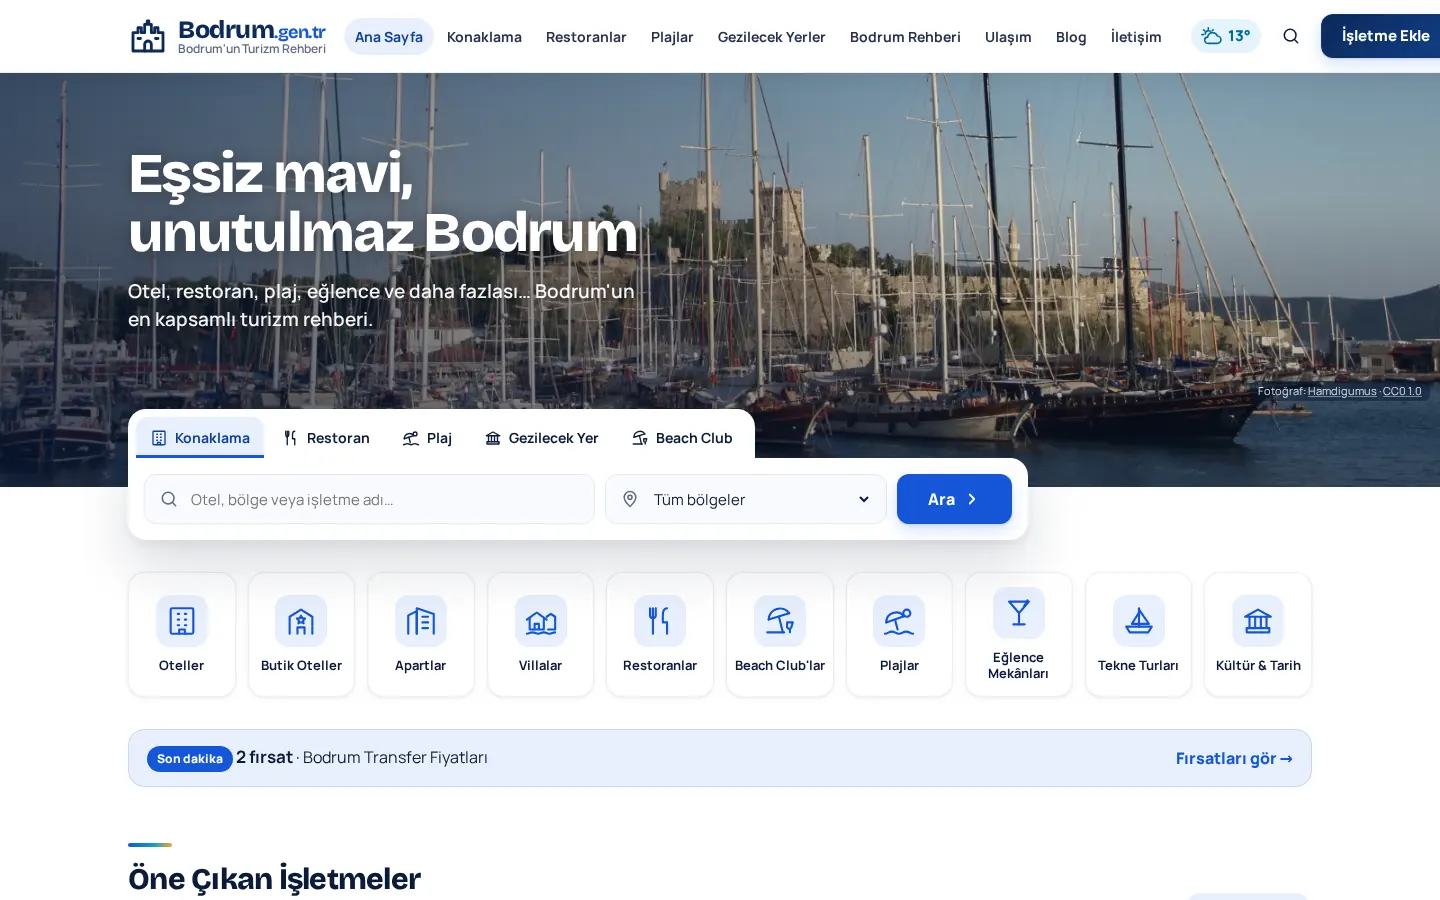 Bodrum.gen.tr
Bodrum'un Turizm Rehberi
Ana Sayfa
Konaklama
Restoranlar
Plajlar
Gezilecek Yerler
Bodrum Rehberi
Ulaşım
Blog
İletişim
13°
İşletme Ekle
Eşsiz mavi,
unutulmaz Bodrum
Otel, restoran, plaj, eğlence ve daha fazlası... Bodrum'un
en kapsamlı turizm rehberi.
Fotoğraf: Hamdigumus · CC0 1.0
Konaklama
Restoran
Plaj
Gezilecek Yer
Beach Club
Otel, bölge veya işletme adı...
Tüm bölgeler
Ara
Oteller
Butik Oteller
Apartlar
Villalar
Restoranlar
Beach Club'lar
Plajlar
Eğlence
Mekânları
Tekne Turları
Kültür & Tarih
Son dakika 2 fırsat · Bodrum Transfer Fiyatları
Fırsatları gör →
Öne Çıkan İşletmeler